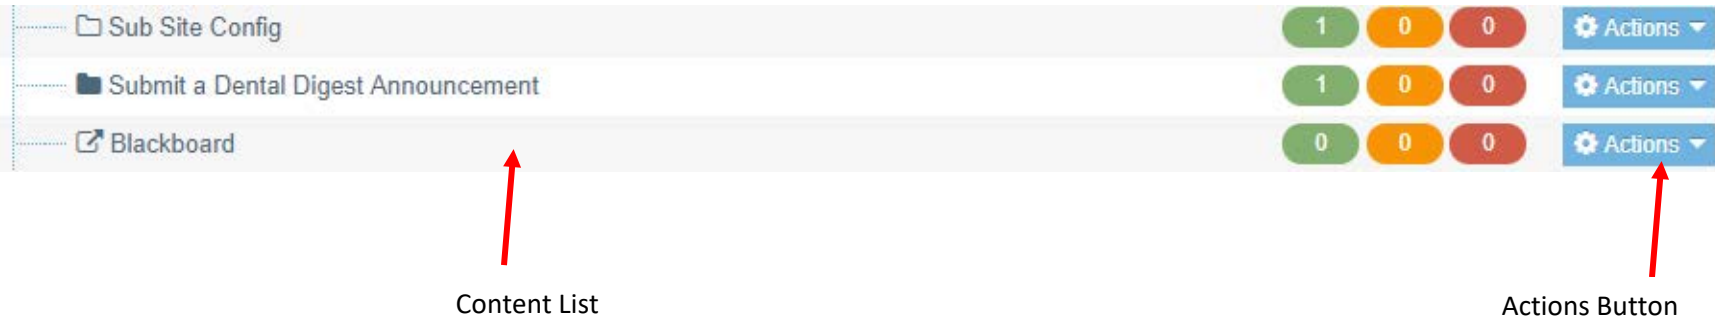 Sub Site Config 1 0 0 Actions
Submit a Dental Digest Announcement 1 0 0 Actions
Blackboard 0 0 0 Actions
Content List Actions Button